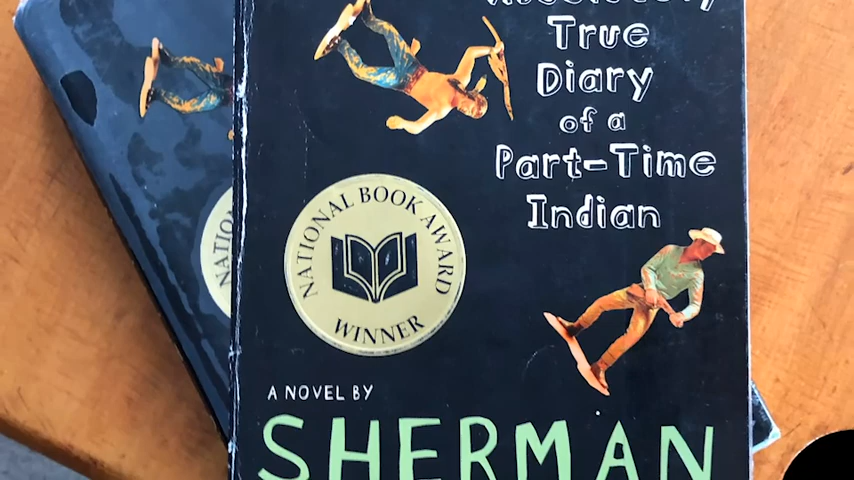 True
Diary
of a
Part-Time
Indian
NATIONAL BOOK AWARD
WINNER
A NOVEL BY
SHERMAN